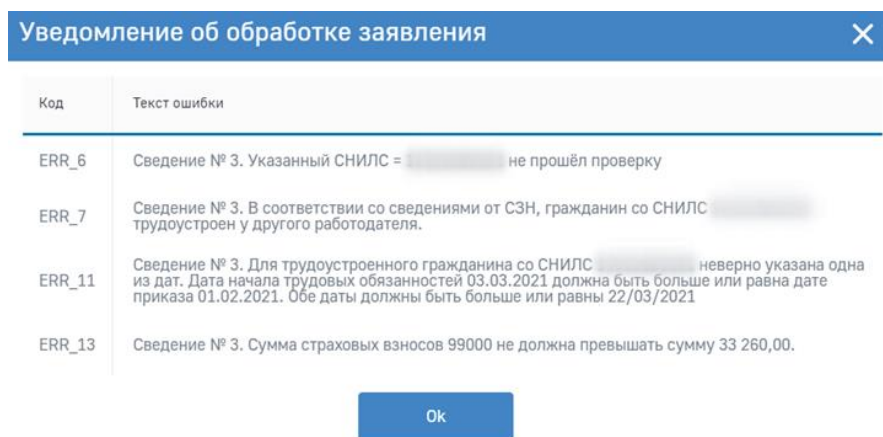 Уведомление об обработке заявления
Код Текст ошибки
ERR_6 Сведение № 3. Указанный СНИЛС = не прошёл проверку
ERR_7 Сведение № 3. В соответствии со сведениями от СЗН, гражданин со СНИЛС
трудоустроен у другого работодателя.
Сведение № 3. Для трудоустроенного гражданина со СНИЛС неверно указана одна
ERR_11 из дат. Дата начала трудовых обязанностей 03.03.2021 должна быть больше или равна дате
приказа 01.02.2021. Обе даты должны быть больше или равны 22/03/2021
ERR_13 Сведение № 3. Сумма страховых взносов 99000 не должна превышать сумму 33 260,00.
Ok